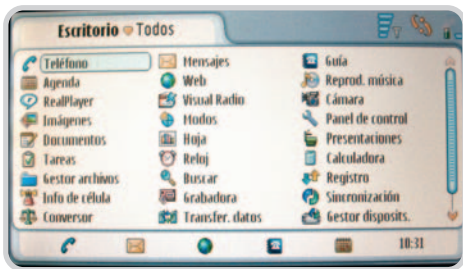 Escritorio Todos
Teléfono Mensajes Guía
Agenda Web Reprod. música
RealPlayer Visual Radio Cámara
Imágenes Modos Panel de control
Documentos Hoja Presentaciones
Tareas Reloj Calculadora
Gestor archivos Buscar Registro
Info de célula Grabadora Sincronización
Conversor Transfer. datos Gestor disposits.
10:31